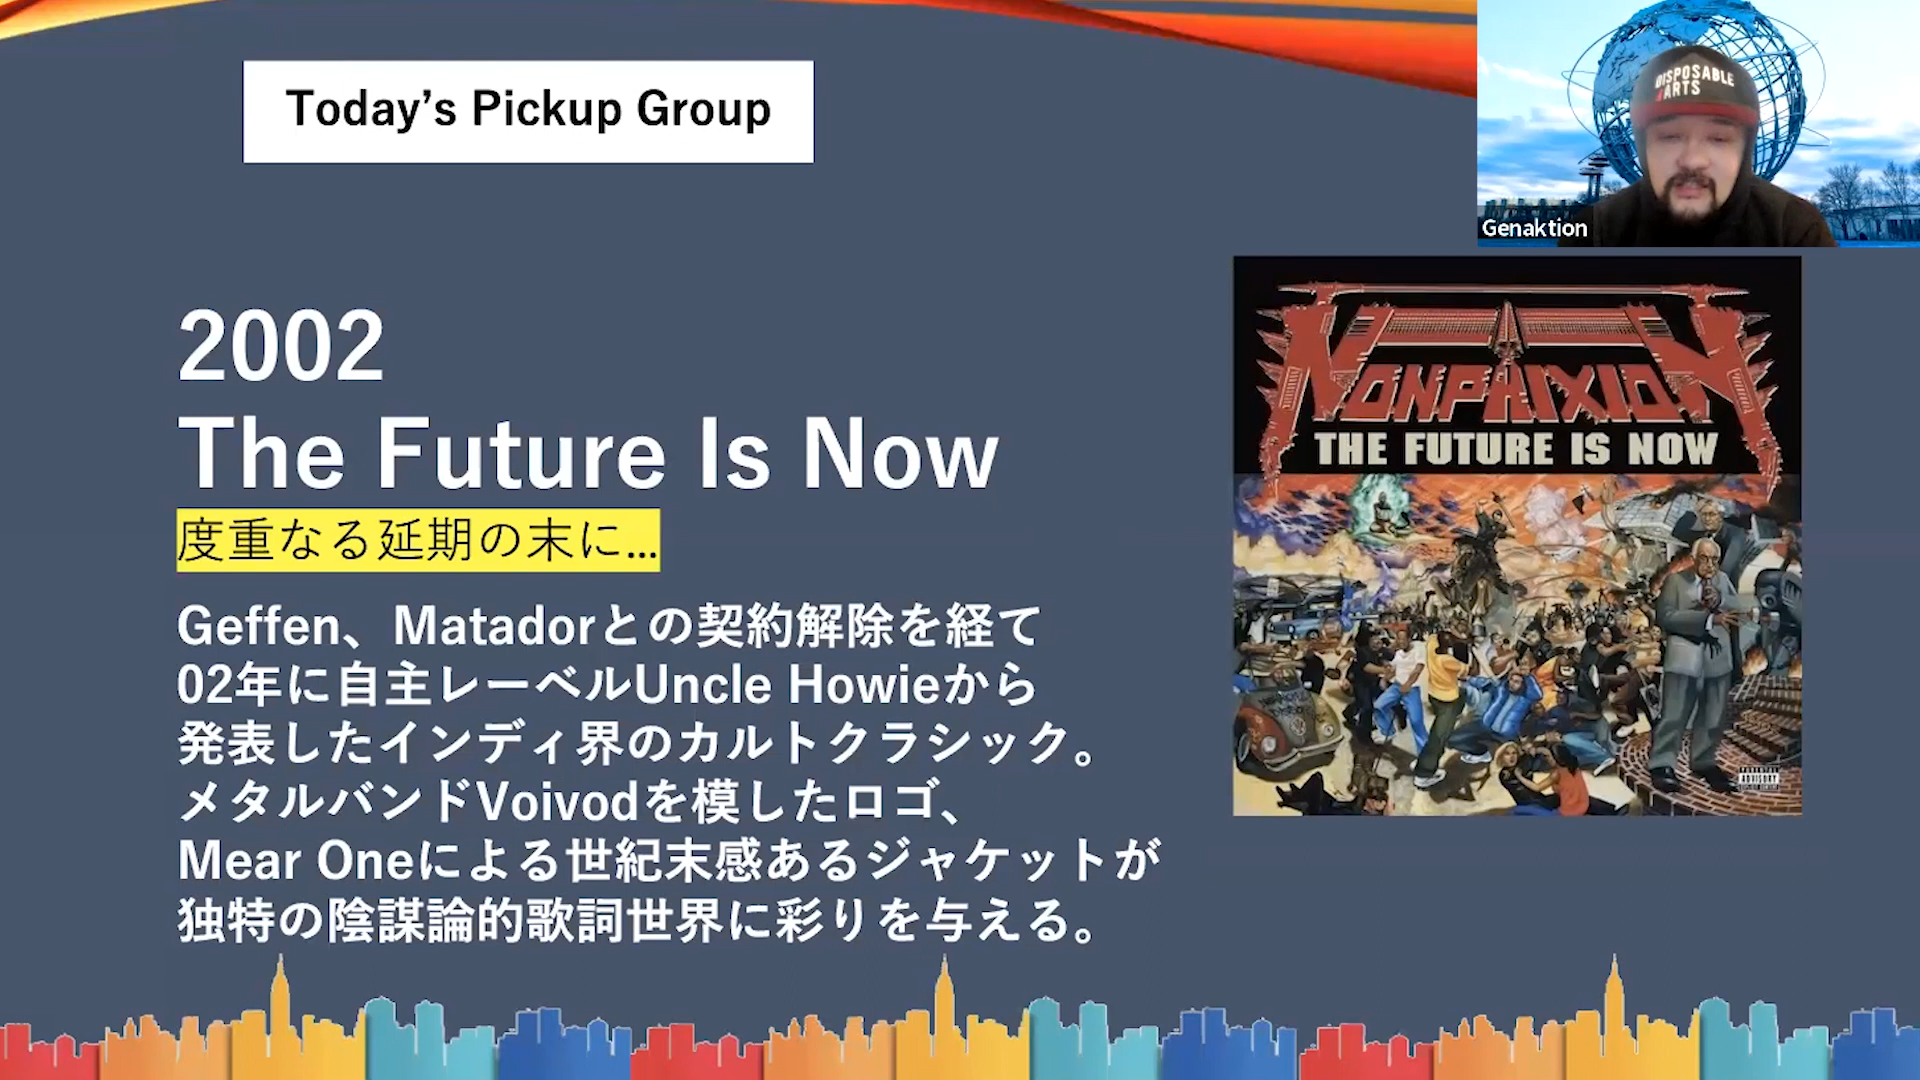 Today’s Pickup Group
DISPOSABLE
ARTS
Genaktion
2002
The Future Is Now
度重なる延期の末に...
Geffen、Matadorとの契約解除を経て
02年に自主レーベルUncle Howieから
発表したインディ界のカルトクラシック。
メタルバンドVoivodを模したロゴ、
Mear Oneによる世紀末感あるジャケットが
独特の陰謀論的歌詞世界に彩りを与える。
NONPHIXION
THE FUTURE IS NOW
PARENTAL
ADVISORY